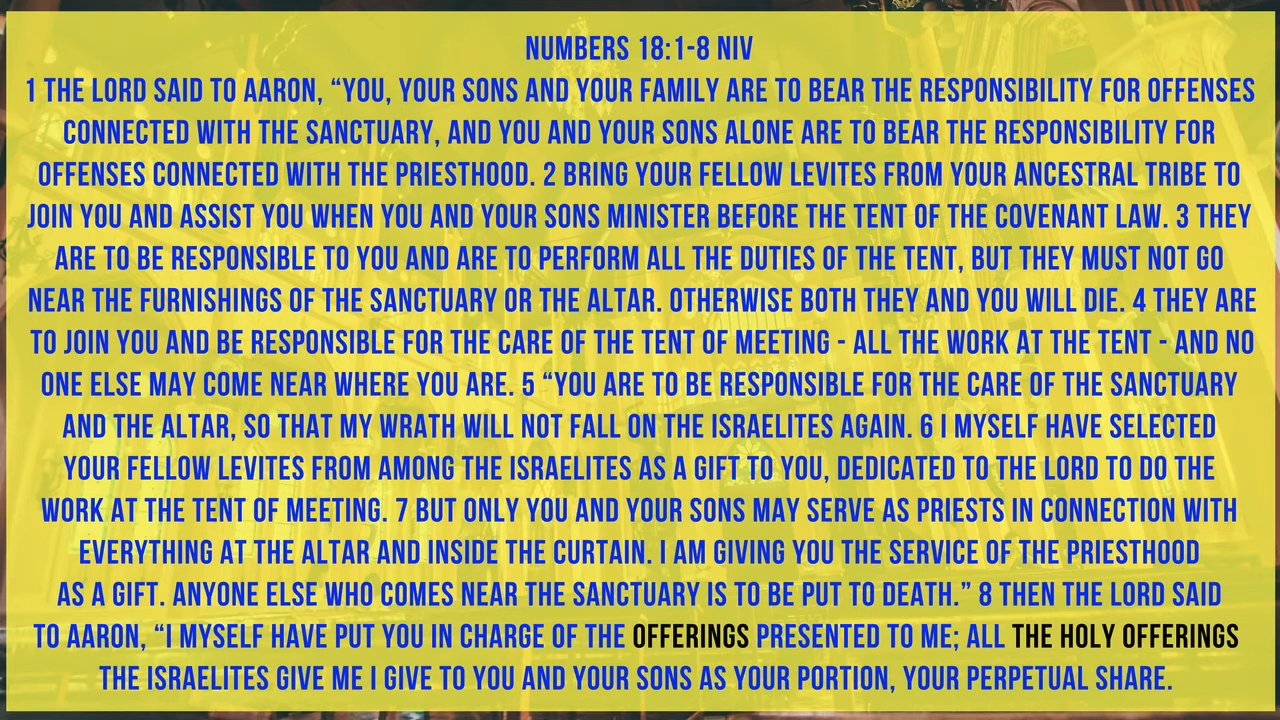 NUMBERS 18:1-8 NIV
1 THE LORD SAID TO AARON, “YOU, YOUR SONS AND YOUR FAMILY ARE TO BEAR THE RESPONSIBILITY FOR OFFENSES
CONNECTED WITH THE SANCTUARY, AND YOU AND YOUR SONS ALONE ARE TO BEAR THE RESPONSIBILITY FOR
OFFENSES CONNECTED WITH THE PRIESTHOOD. 2 BRING YOUR FELLOW LEVITES FROM YOUR ANCESTRAL TRIBE TO
JOIN YOU AND ASSIST YOU WHEN YOU AND YOUR SONS MINISTER BEFORE THE TENT OF THE COVENANT LAW. 3 THEY
ARE TO BE RESPONSIBLE TO YOU AND ARE TO PERFORM ALL THE DUTIES OF THE TENT, BUT THEY MUST NOT GO
NEAR THE FURNISHINGS OF THE SANCTUARY OR THE ALTAR. OTHERWISE BOTH THEY AND YOU WILL DIE. 4 THEY ARE
TO JOIN YOU AND BE RESPONSIBLE FOR THE CARE OF THE TENT OF MEETING - ALL THE WORK AT THE TENT - AND NO
ONE ELSE MAY COME NEAR WHERE YOU ARE. 5 “YOU ARE TO BE RESPONSIBLE FOR THE CARE OF THE SANCTUARY
AND THE ALTAR, SO THAT MY WRATH WILL NOT FALL ON THE ISRAELITES AGAIN. 6 I MYSELF HAVE SELECTED
YOUR FELLOW LEVITES FROM AMONG THE ISRAELITES AS A GIFT TO YOU, DEDICATED TO THE LORD TO DO THE
WORK AT THE TENT OF MEETING. 7 BUT ONLY YOU AND YOUR SONS MAY SERVE AS PRIESTS IN CONNECTION WITH
EVERYTHING AT THE ALTAR AND INSIDE THE CURTAIN. I AM GIVING YOU THE SERVICE OF THE PRIESTHOOD
AS A GIFT. ANYONE ELSE WHO COMES NEAR THE SANCTUARY IS TO BE PUT TO DEATH.” 8 THEN THE LORD SAID
TO AARON, “I MYSELF HAVE PUT YOU IN CHARGE OF THE OFFERINGS PRESENTED TO ME; ALL THE HOLY OFFERINGS
THE ISRAELITES GIVE ME I GIVE TO YOU AND YOUR SONS AS YOUR PORTION, YOUR PERPETUAL SHARE.